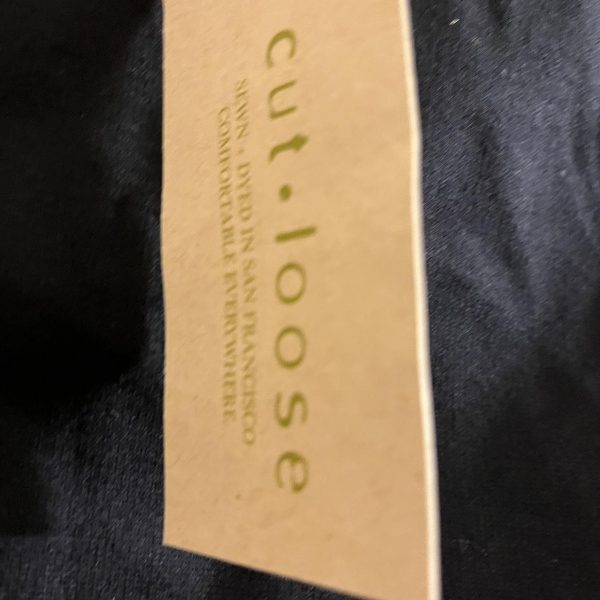 cut·loose
SEWN · DYED IN SAN FRANCISCO
COMFORTABLE EVERYWHERE